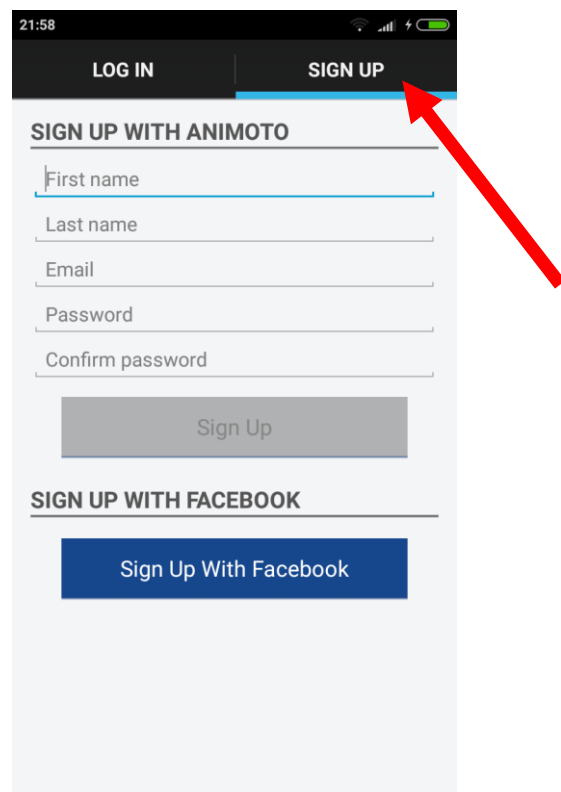 21:58
LOG IN SIGN UP
SIGN UP WITH ANIMOTO
First name
Last name
Email
Password
Confirm password
Sign Up
SIGN UP WITH FACEBOOK
Sign Up With Facebook